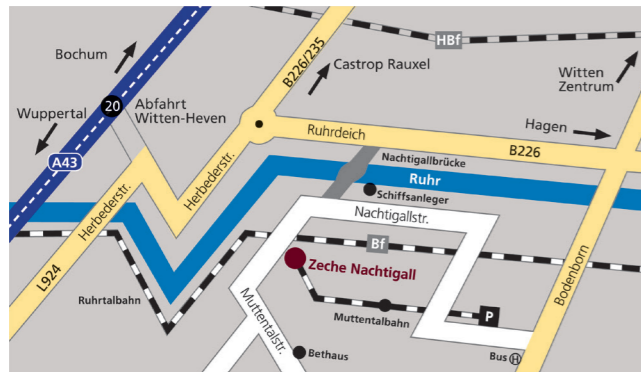 HBf
Bochum
B226/235
Castrop Rauxel
Witten
Zentrum
20
Abfahrt
Witten-Heven
Wuppertal
Hagen
A43
Ruhrdeich
B226
Herbederstr.
Nachtigallbrücke
Ruhr
Schiffsanleger
Herbederstr.
Nachtigallstr.
Bf
Zeche Nachtigall
L924
Ruhrtalbahn
Bodenborn
P
Muttentalbahn
Muttentalstr.
Bethaus
Bus H